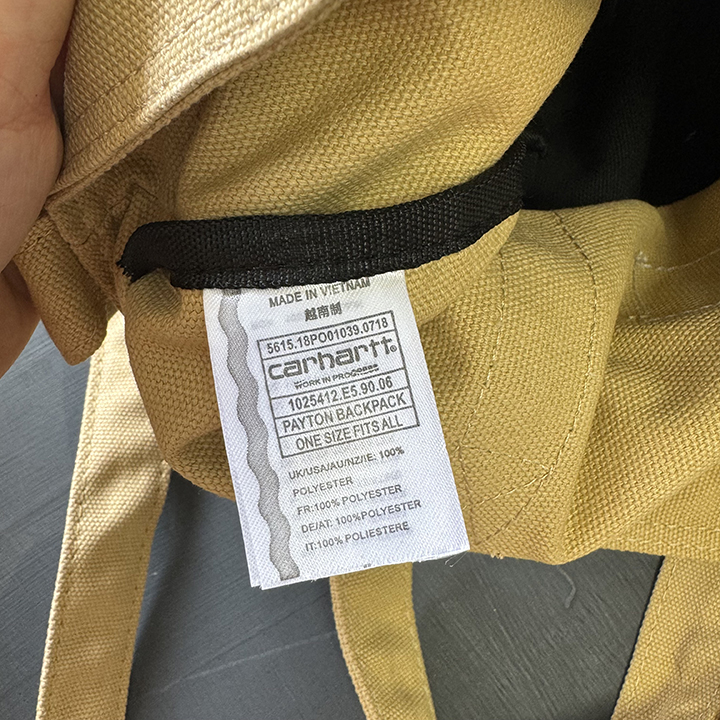 MADE IN VIETNAM
越南制
5615.18PO01039.0718
carhartt®
WORK IN PROGRESS
1025412.E5.90.06
PAYTON BACKPACK
ONE SIZE FITS ALL
UK/USA/AU/NZ/IE: 100%
POLYESTER
FR:100% POLYESTER
DE/AT: 100%POLYESTER
IT:100% POLIESTERE